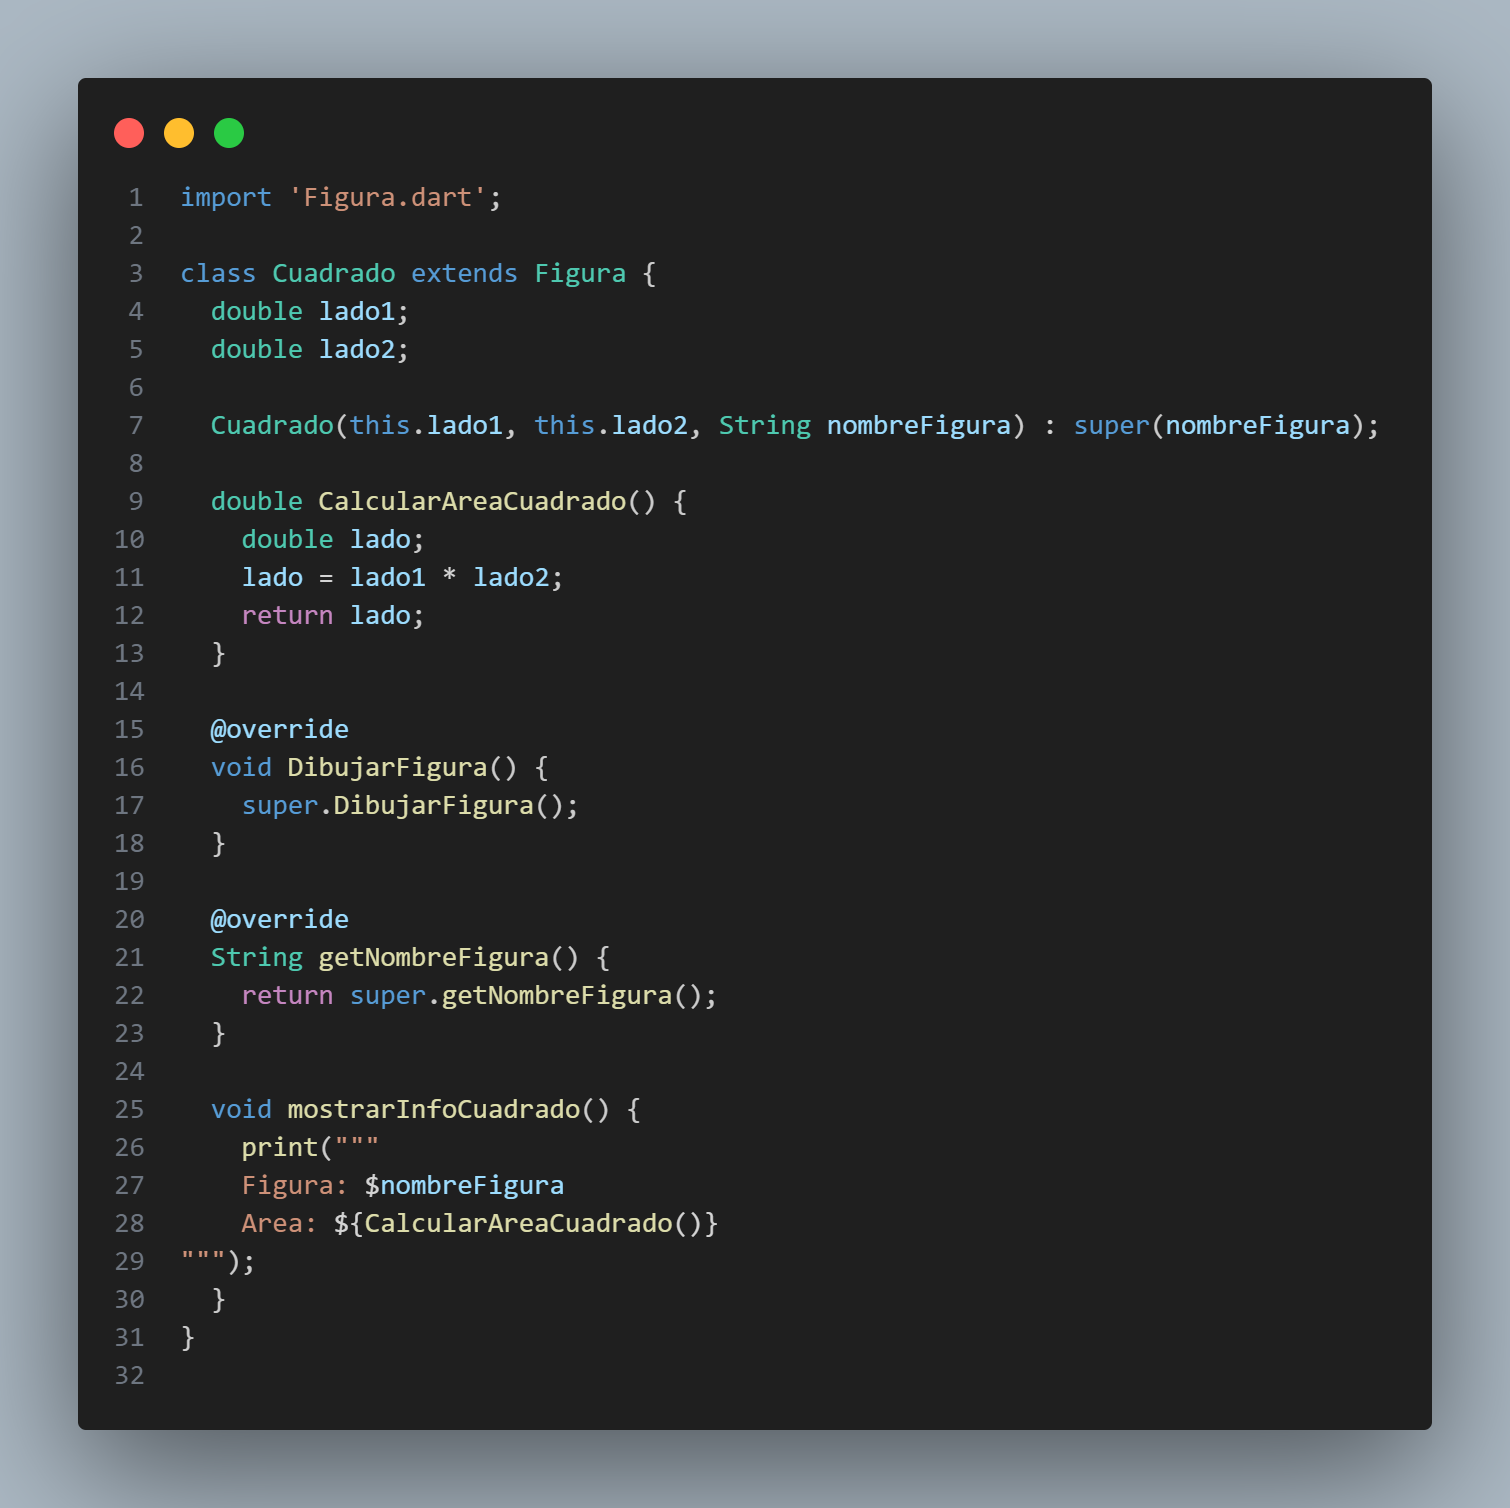 1 import 'Figura.dart';
2
3 class Cuadrado extends Figura {
4   double lado1;
5   double lado2;
6
7   Cuadrado(this.lado1, this.lado2, String nombreFigura) : super(nombreFigura);
8
9   double CalcularAreaCuadrado() {
10     double lado;
11     lado = lado1 * lado2;
12     return lado;
13   }
14
15   @override
16   void DibujarFigura() {
17     super.DibujarFigura();
18   }
19
20   @override
21   String getNombreFigura() {
22     return super.getNombreFigura();
23   }
24
25   void mostrarInfoCuadrado() {
26     print("""
27     Figura: $nombreFigura
28     Area: ${CalcularAreaCuadrado()}
29 """);
30   }
31 }
32